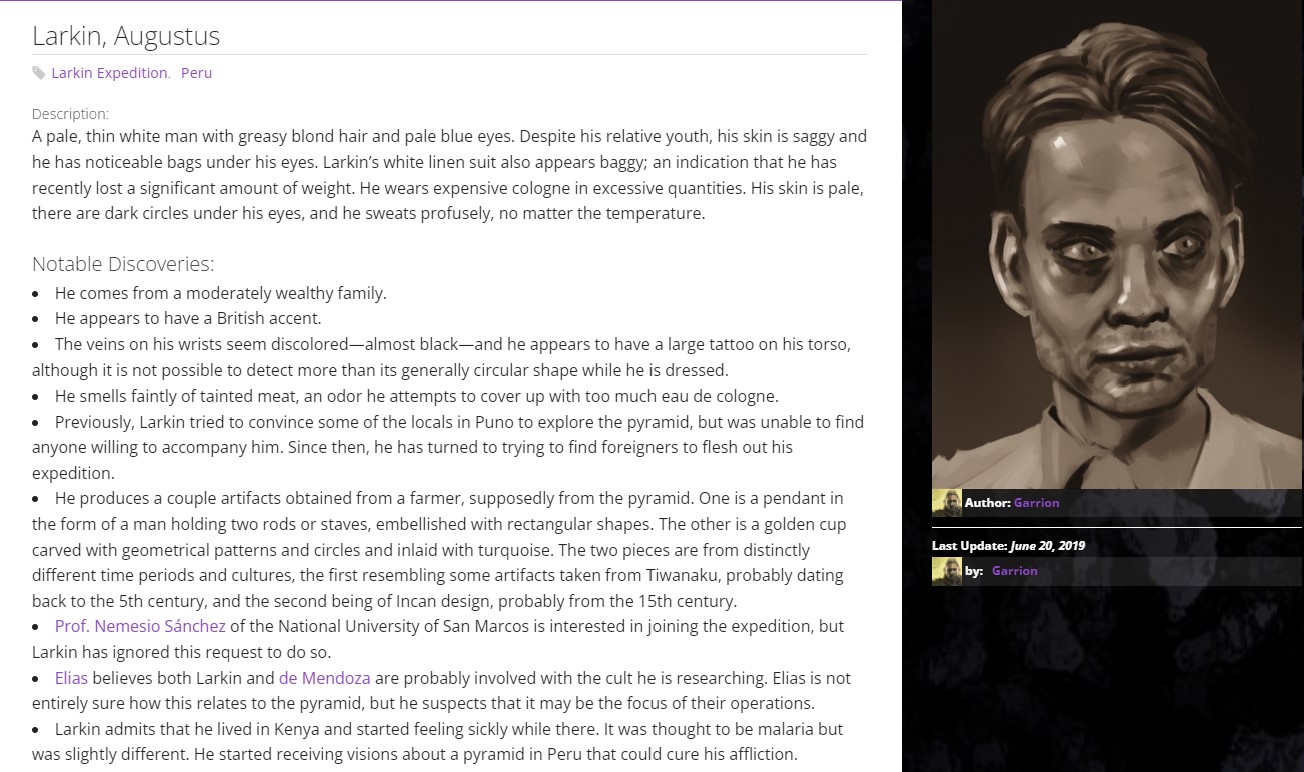 Larkin, Augustus
Larkin Expedition, Peru
Description:
A pale, thin white man with greasy blond hair and pale blue eyes. Despite his relative youth, his skin is saggy and
he has noticeable bags under his eyes. Larkin’s white linen suit also appears baggy; an indication that he has
recently lost a significant amount of weight. He wears expensive cologne in excessive quantities. His skin is pale,
there are dark circles under his eyes, and he sweats profusely, no matter the temperature.
Notable Discoveries:
• He comes from a moderately wealthy family.
• He appears to have a British accent.
• The veins on his wrists seem discolored—almost black—and he appears to have a large tattoo on his torso,
although it is not possible to detect more than its generally circular shape while he is dressed.
• He smells faintly of tainted meat, an odor he attempts to cover up with too much eau de cologne.
• Previously, Larkin tried to convince some of the locals in Puno to explore the pyramid, but was unable to find
anyone willing to accompany him. Since then, he has turned to trying to find foreigners to flesh out his
expedition.
• He produces a couple artifacts obtained from a farmer, supposedly from the pyramid. One is a pendant in
the form of a man holding two rods or staves, embellished with rectangular shapes. The other is a golden cup
carved with geometrical patterns and circles and inlaid with turquoise. The two pieces are from distinctly
different time periods and cultures, the first resembling some artifacts taken from Tiwanaku, probably dating
back to the 5th century, and the second being of Incan design, probably from the 15th century.
• Prof. Nemesio Sánchez of the National University of San Marcos is interested in joining the expedition, but
Larkin has ignored this request to do so.
• Elias believes both Larkin and de Mendoza are probably involved with the cult he is researching. Elias is not
entirely sure how this relates to the pyramid, but he suspects that it may be the focus of their operations.
• Larkin admits that he lived in Kenya and started feeling sickly while there. It was thought to be malaria but
was slightly different. He started receiving visions about a pyramid in Peru that could cure his affliction.
Author: Garrion
Last Update: June 20, 2019
by: Garrion